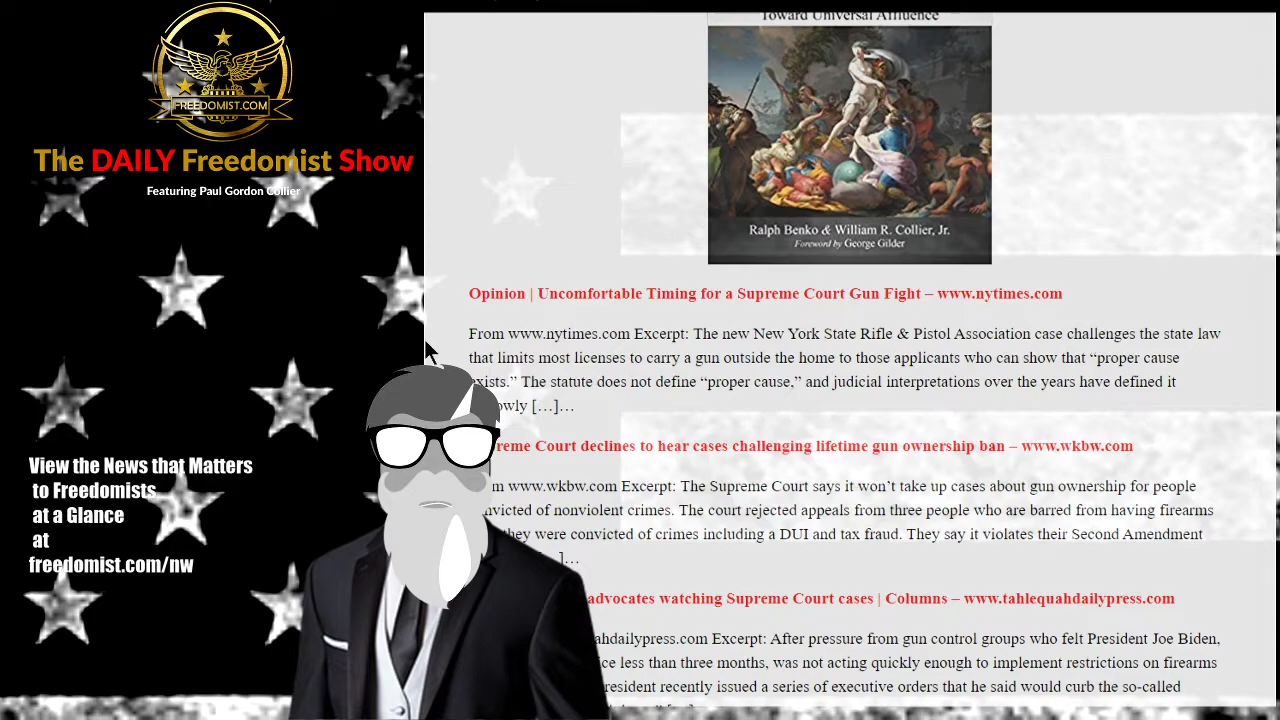 FREEDOMIST.COM
The DAILY Freedomist Show
Featuring Paul Gordon Collier
View the News that Matters
to Freedomists
at a Glance
at
freedomist.com/nw
Toward Universal Affluence
Ralph Benko & William R. Collier, Jr.
Foreword by George Gilder
Opinion | Uncomfortable Timing for a Supreme Court Gun Fight – www.nytimes.com
From www.nytimes.com Excerpt: The new New York State Rifle & Pistol Association case challenges the state law
that limits most licenses to carry a gun outside the home to those applicants who can show that “proper cause
exists.” The statute does not define “proper cause,” and judicial interpretations over the years have defined it
owly […]…
reme Court declines to hear cases challenging lifetime gun ownership ban – www.wkbw.com
m www.wkbw.com Excerpt: The Supreme Court says it won’t take up cases about gun ownership for people
nvicted of nonviolent crimes. The court rejected appeals from three people who are barred from having firearms
they were convicted of crimes including a DUI and tax fraud. They say it violates their Second Amendment
]…
advocates watching Supreme Court cases | Columns – www.tahlequahdailypress.com
ahdailypress.com Excerpt: After pressure from gun control groups who felt President Joe Biden,
ice less than three months, was not acting quickly enough to implement restrictions on firearms
resident recently issued a series of executive orders that he said would curb the so-called